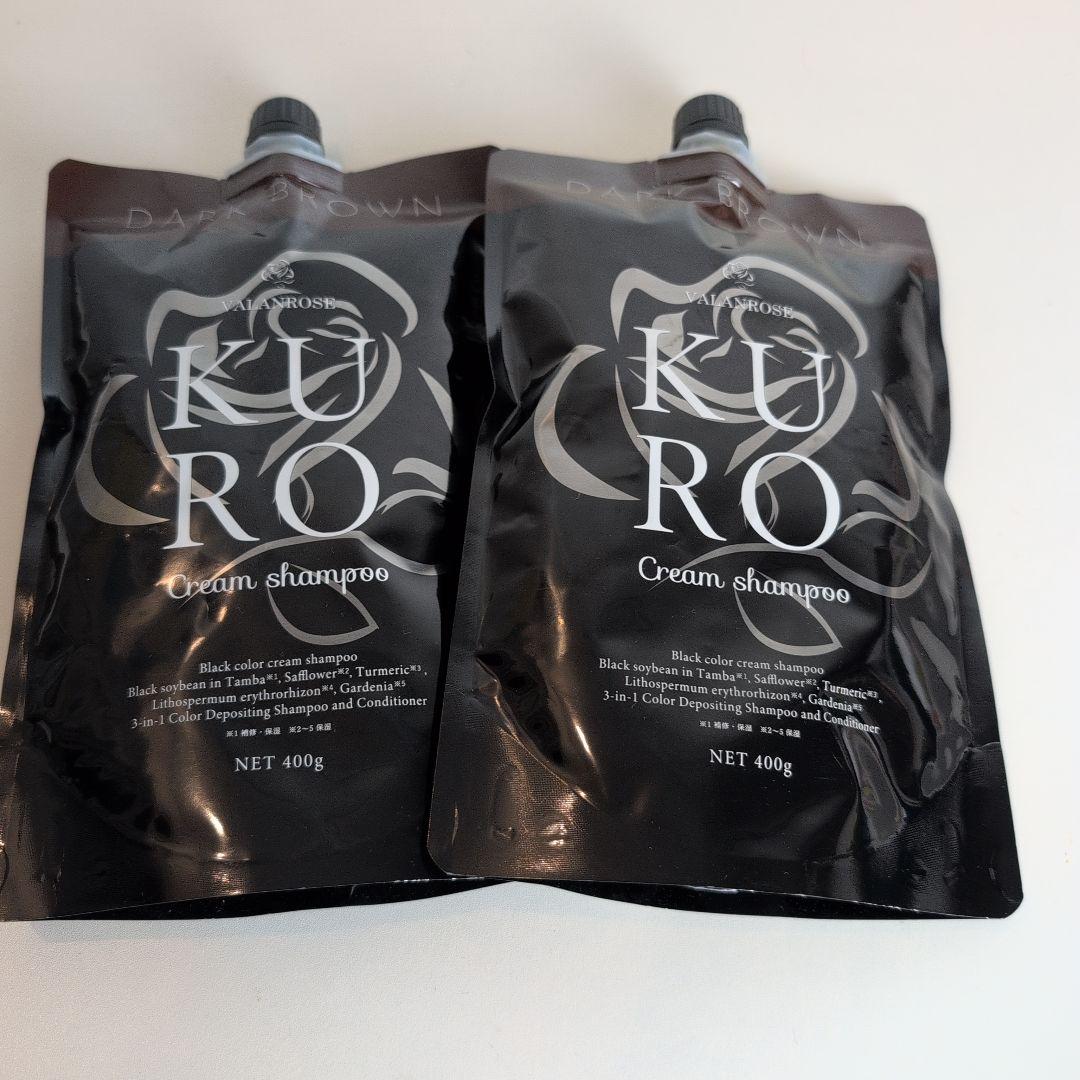 DARK BROWN
VALANROSE
KU
RO
Cream shampoo
Black color cream shampoo
Black soybean in Tamba※1, Safflower※2, Turmeric※3,
Lithospermum erythrorhizon※4, Gardenia※5
3-in-1 Color Depositing Shampoo and Conditioner
※1 補修・保湿 ※2〜5 保湿
NET 400g
DARK BROWN
VALANROSE
KU
RO
Cream shampoo
Black color cream shampoo
Black soybean in Tamba※1, Safflower※2, Turmeric※3,
Lithospermum erythrorhizon※4, Gardenia※5
3-in-1 Color Depositing Shampoo and Conditioner
※1 補修・保湿 ※2〜5 保湿
NET 400g